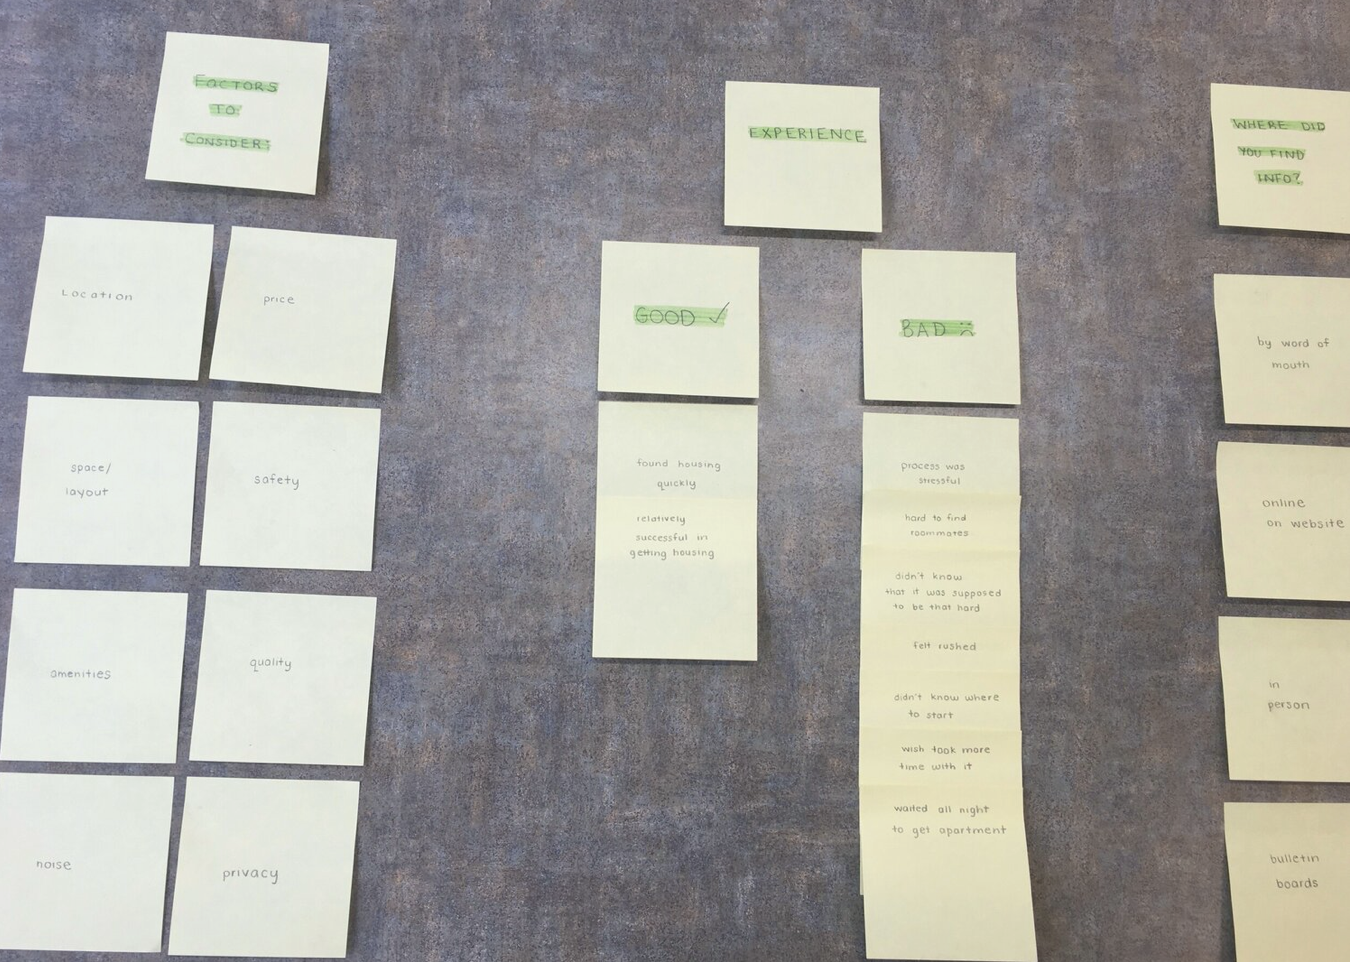 FACTORS
TO
CONSIDER:
Location
price
space/
layout
safety
amenities
quality
noise
privacy
EXPERIENCE
GOOD ✓
found housing
quickly
relatively
successful in
getting housing
BAD :(
process was
stressful
hard to find
roommates
didn't know
that it was supposed
to be that hard
felt rushed
didn't know where
to start
wish took more
time with it
waited all night
to get apartment
WHERE DID
YOU FIND
INFO?
by word of
mouth
online
on website
in
person
bulletin
boards